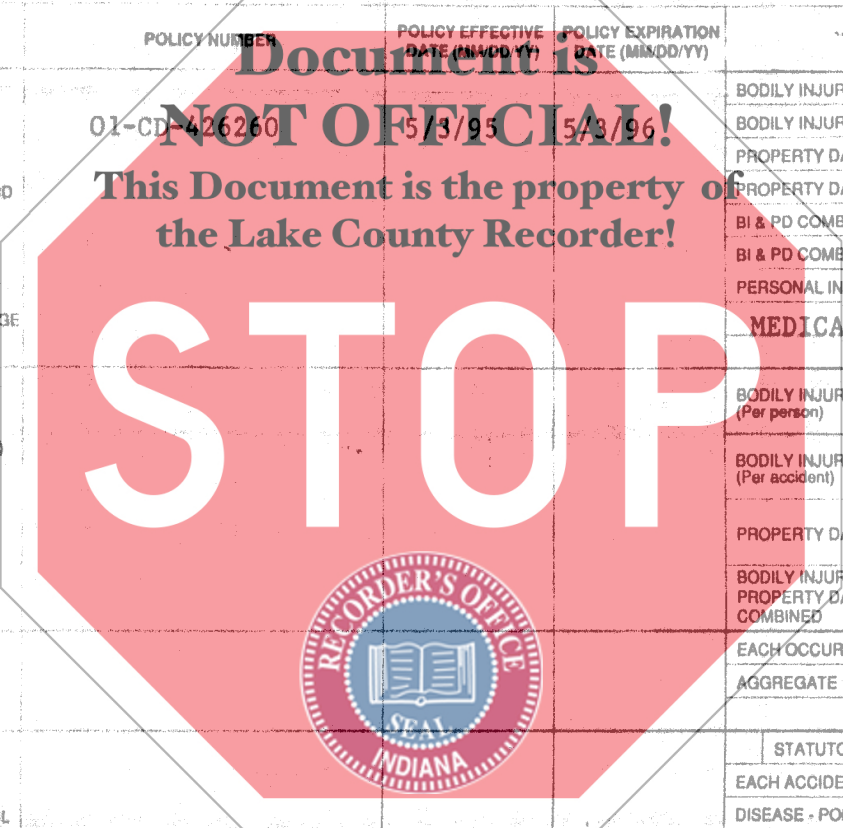 POLICY NUMBER
POLICY EFFECTIVE
DATE (MM/DD/YY)
POLICY EXPIRATION
DATE (MM/DD/YY)
Document is
NOT OFFICIAL!
This Document is the property of
the Lake County Recorder!
01-CD-426260
5/3/95
5/3/96
STOP
RECORDER'S OFFICE
SEAL
INDIANA
BODILY INJUR
BODILY INJUR
PROPERTY DA
PROPERTY DA
BI & PD COMB
BI & PD COMB
PERSONAL IN
MEDICA
BODILY INJUR
(Per person)
BODILY INJUR
(Per accident)
PROPERTY DA
BODILY INJUR
PROPERTY DA
COMBINED
EACH OCCUR
AGGREGATE
STATUTO
EACH ACCIDE
DISEASE - PO